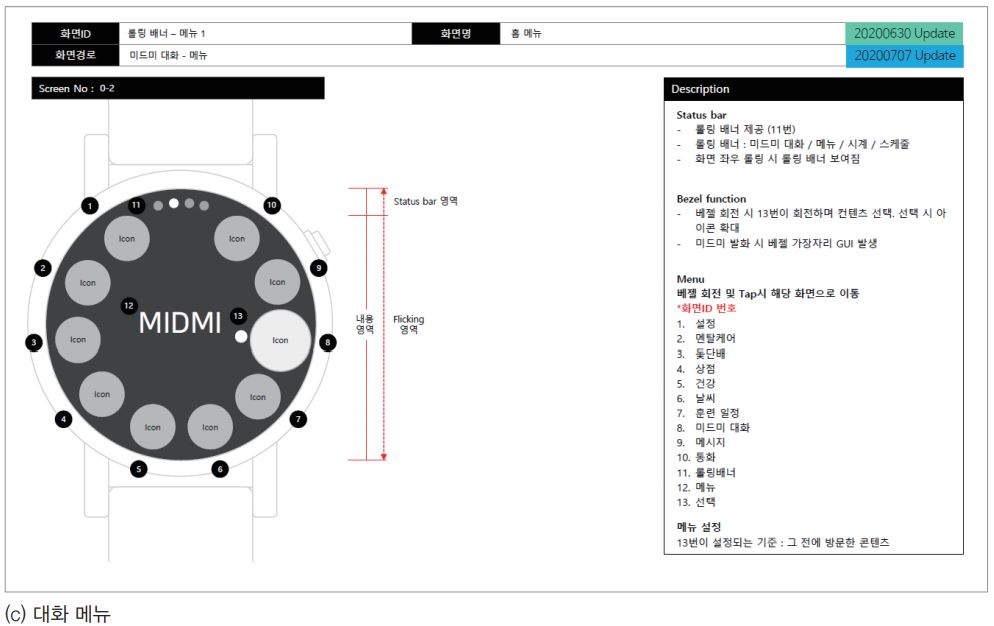 화면ID 롤링 배너 – 메뉴 1 화면명 홈 메뉴 20200630 Update
화면경로 미드미 대화 - 메뉴 20200707 Update
Screen No : 0-2
1
11
10
Icon
Icon
2
9
Icon
Icon
12
13
MIDMI
3
Icon
Icon
8
Icon
Icon
4
Icon
Icon
7
5
6
Status bar 영역
내용
영역
Flicking
영역
Description
Status bar
- 롤링 배너 제공 (11번)
- 롤링 배너 : 미드미 대화 / 메뉴 / 시계 / 스케줄
- 화면 좌우 롤링 시 롤링 배너 보여짐
Bezel function
- 베젤 회전 시 13번이 회전하며 컨텐츠 선택. 선택 시 아
이콘 확대
- 미드미 발화 시 베젤 가장자리 GUI 발생
Menu
베젤 회전 및 Tap시 해당 화면으로 이동
*화면ID 번호
1. 설정
2. 멘탈케어
3. 돛단배
4. 상점
5. 건강
6. 날씨
7. 훈련 일정
8. 미드미 대화
9. 메시지
10. 통화
11. 롤링배너
12. 메뉴
13. 선택
메뉴 설정
13번이 설정되는 기준 : 그 전에 방문한 콘텐츠
(c) 대화 메뉴